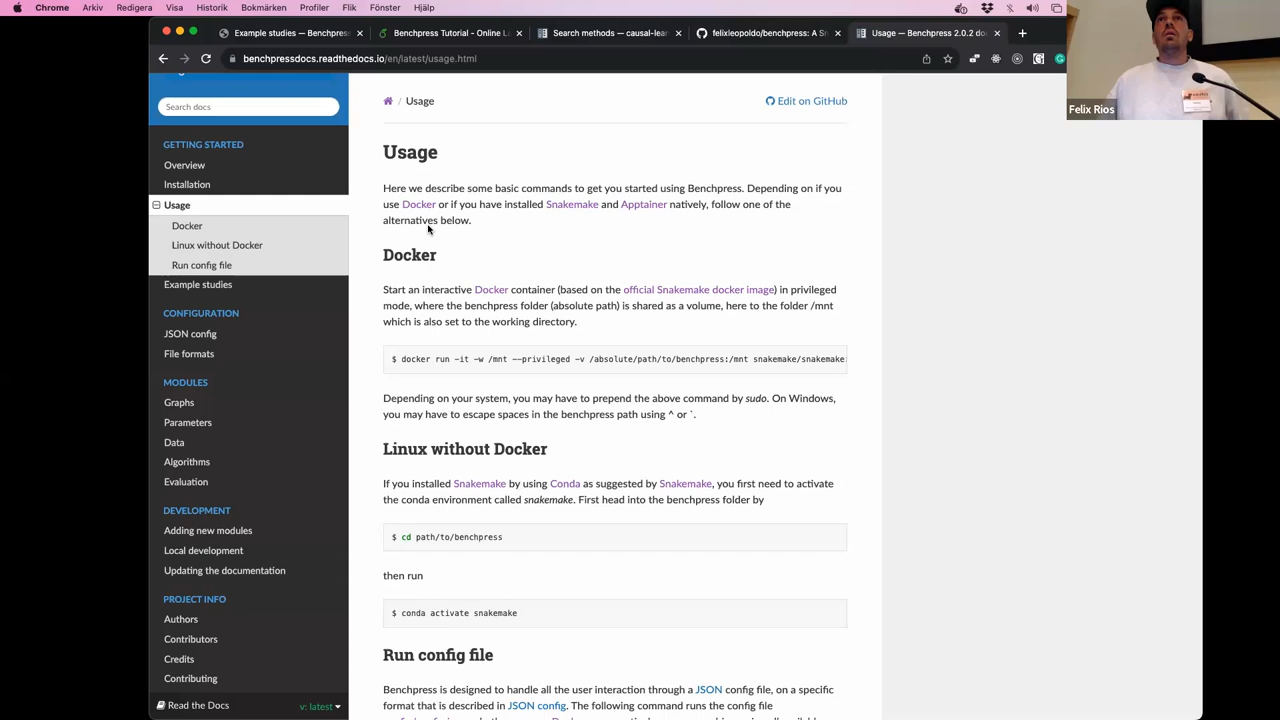 Chrome Arkiv Redigera Visa Historik Bokmärken Profiler Flik Fönster Hjälp
Example studies — Benchpress
Benchpress Tutorial - Online L
Search methods — causal-lear
felixleopoldo/benchpress: A Sn
Usage — Benchpress 2.0.2 do
benchpressdocs.readthedocs.io/en/latest/usage.html
Felix Rios
Search docs
GETTING STARTED
Overview
Installation
Usage
Docker
Linux without Docker
Run config file
Example studies
CONFIGURATION
JSON config
File formats
MODULES
Graphs
Parameters
Data
Algorithms
Evaluation
DEVELOPMENT
Adding new modules
Local development
Updating the documentation
PROJECT INFO
Authors
Contributors
Credits
Contributing
Read the Docs v: latest
/ Usage
Edit on GitHub
Usage
Here we describe some basic commands to get you started using Benchpress. Depending on if you
use Docker or if you have installed Snakemake and Apptainer natively, follow one of the
alternatives below.
Docker
Start an interactive Docker container (based on the official Snakemake docker image) in privileged
mode, where the benchpress folder (absolute path) is shared as a volume, here to the folder /mnt
which is also set to the working directory.
$ docker run -it -w /mnt --privileged -v /absolute/path/to/benchpress:/mnt snakemake/snakemake:
Depending on your system, you may have to prepend the above command by sudo. On Windows,
you may have to escape spaces in the benchpress path using ^ or `.
Linux without Docker
If you installed Snakemake by using Conda as suggested by Snakemake, you first need to activate
the conda environment called snakemake. First head into the benchpress folder by
$ cd path/to/benchpress
then run
$ conda activate snakemake
Run config file
Benchpress is designed to handle all the user interaction through a JSON config file, on a specific
format that is described in JSON config. The following command runs the config file